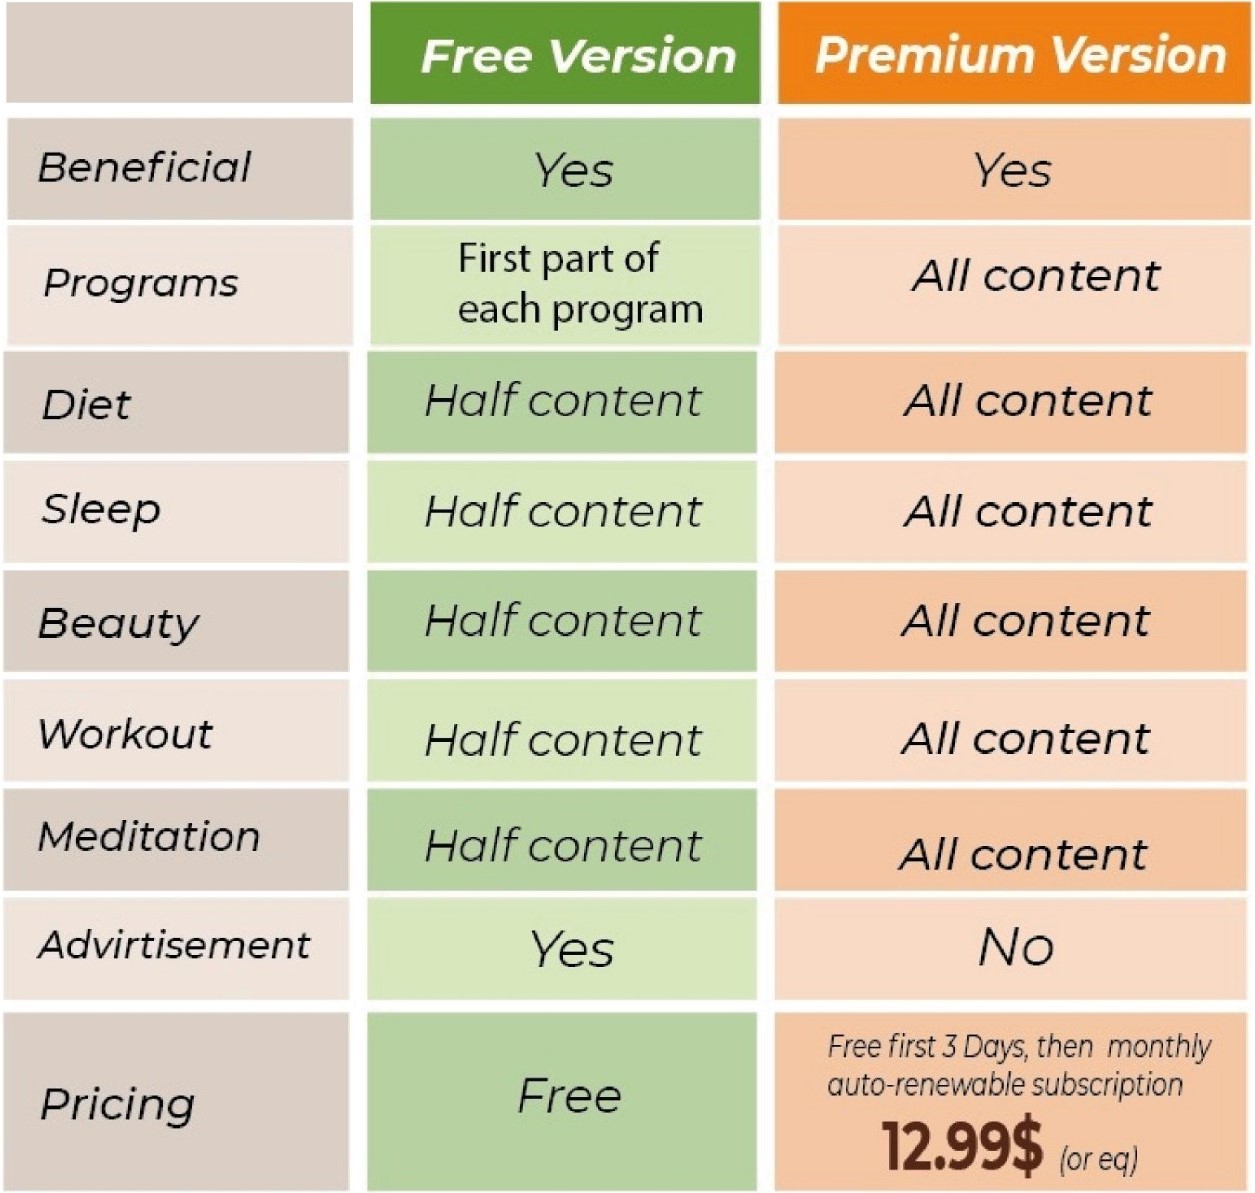 Free Version Premium Version
Beneficial Yes Yes
Programs First part of each program All content
Diet Half content All content
Sleep Half content All content
Beauty Half content All content
Workout Half content All content
Meditation Half content All content
Advirtisement Yes No
Pricing Free Free first 3 Days, then monthly
auto-renewable subscription
12.99$ (or eq)